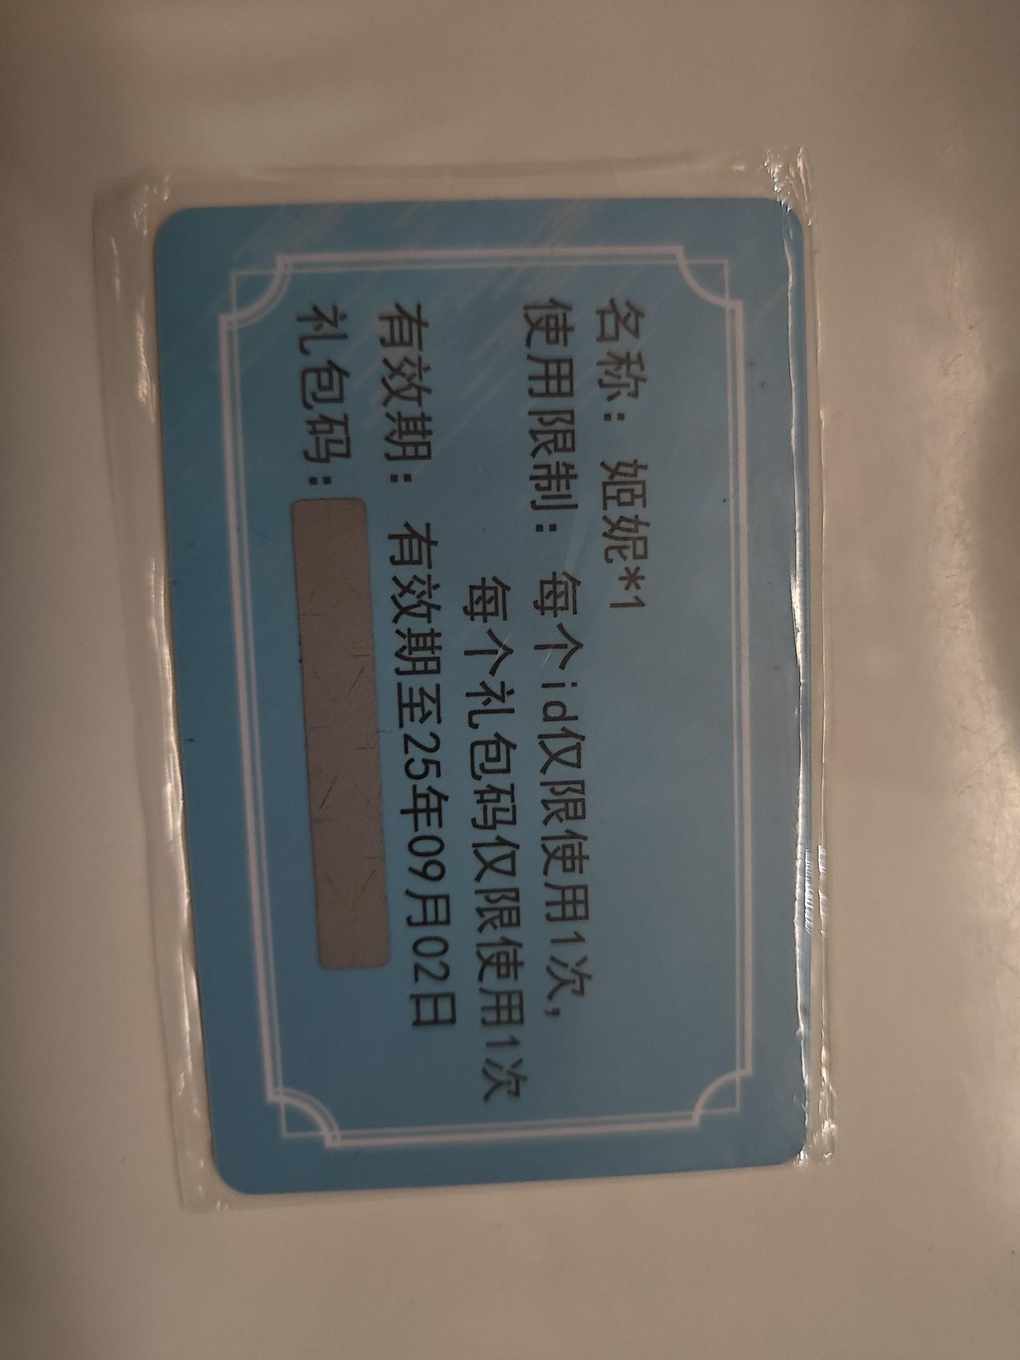 名称：姬妮*1
使用限制：每个id仅限使用1次，
每个礼包码仅限使用1次
有效期：有效期至25年09月02日
礼包码：